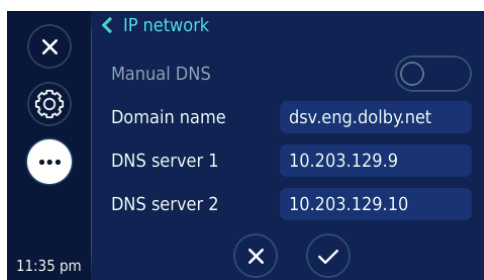 IP network
Manual DNS
Domain name dsv.eng.dolby.net
DNS server 1 10.203.129.9
DNS server 2 10.203.129.10
11:35 pm